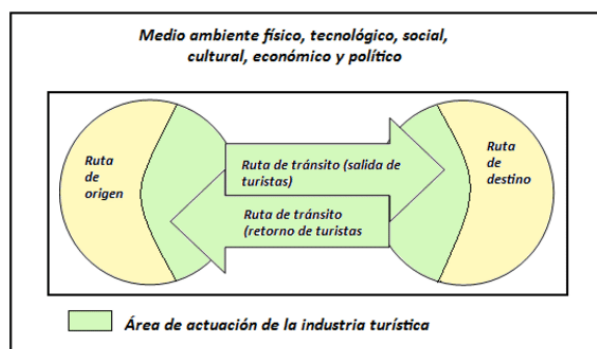 Medio ambiente físico, tecnológico, social,
cultural, económico y político
Ruta
de
origen
Ruta de tránsito (salida de
turistas)
Ruta de tránsito
(retorno de turistas
Ruta
de
destino
Área de actuación de la industria turística